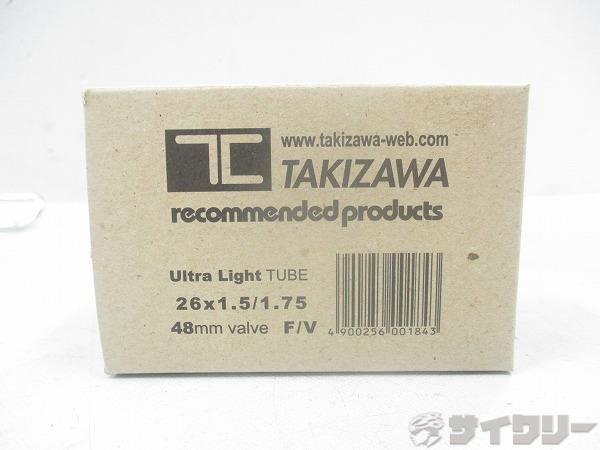 TC
www.takizawa-web.com
TAKIZAWA
recommended products
Ultra Light TUBE
26x1.5/1.75
48mm valve F/V
4 900256 001843
サイクリー